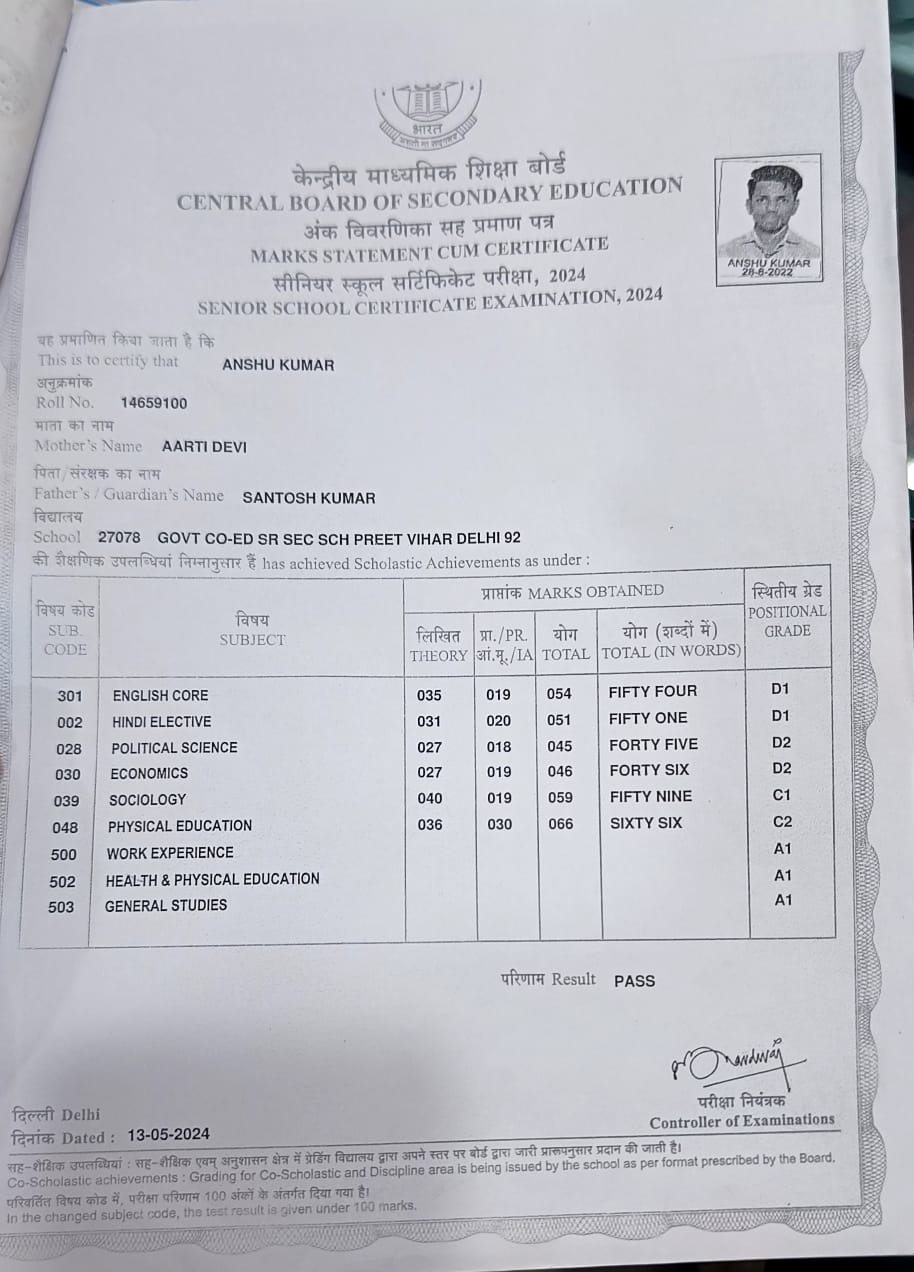 भारत
असतो मा सद्गमय
केन्द्रीय माध्यमिक शिक्षा बोर्ड
CENTRAL BOARD OF SECONDARY EDUCATION
अंक विवरणिका सह प्रमाण पत्र
MARKS STATEMENT CUM CERTIFICATE
सीनियर स्कूल सर्टिफिकेट परीक्षा, 2024
SENIOR SCHOOL CERTIFICATE EXAMINATION, 2024
ANSHU KUMAR
28-6-2022
यह प्रमाणित किया जाता है कि
This is to certify that ANSHU KUMAR
अनुक्रमांक
Roll No. 14659100
माता का नाम
Mother's Name AARTI DEVI
पिता/संरक्षक का नाम
Father's / Guardian's Name SANTOSH KUMAR
विद्यालय
School 27078 GOVT CO-ED SR SEC SCH PREET VIHAR DELHI 92
की शैक्षणिक उपलब्धियां निम्नानुसार हैं has achieved Scholastic Achievements as under :
विषय कोड SUB. CODE
विषय SUBJECT
प्राप्तांक MARKS OBTAINED
लिखित THEORY
प्रा./PR. आं.मू./IA
योग TOTAL
योग (शब्दों में) TOTAL (IN WORDS)
स्थितीय ग्रेड POSITIONAL GRADE
301 ENGLISH CORE 035 019 054 FIFTY FOUR D1
002 HINDI ELECTIVE 031 020 051 FIFTY ONE D1
028 POLITICAL SCIENCE 027 018 045 FORTY FIVE D2
030 ECONOMICS 027 019 046 FORTY SIX D2
039 SOCIOLOGY 040 019 059 FIFTY NINE C1
048 PHYSICAL EDUCATION 036 030 066 SIXTY SIX C2
500 WORK EXPERIENCE A1
502 HEALTH & PHYSICAL EDUCATION A1
503 GENERAL STUDIES A1
परिणाम Result PASS
परीक्षा नियंत्रक
Controller of Examinations
दिल्ली Delhi
दिनांक Dated : 13-05-2024
सह-शैक्षिक उपलब्धियां : सह-शैक्षिक एवम् अनुशासन क्षेत्र में ग्रेडिंग विद्यालय द्वारा अपने स्तर पर बोर्ड द्वारा जारी प्रारूपनुसार प्रदान की जाती है।
Co-Scholastic achievements : Grading for Co-Scholastic and Discipline area is being issued by the school as per format prescribed by the Board.
परिवर्तित विषय कोड में, परीक्षा परिणाम 100 अंकों के अंतर्गत दिया गया है।
In the changed subject code, the test result is given under 100 marks.